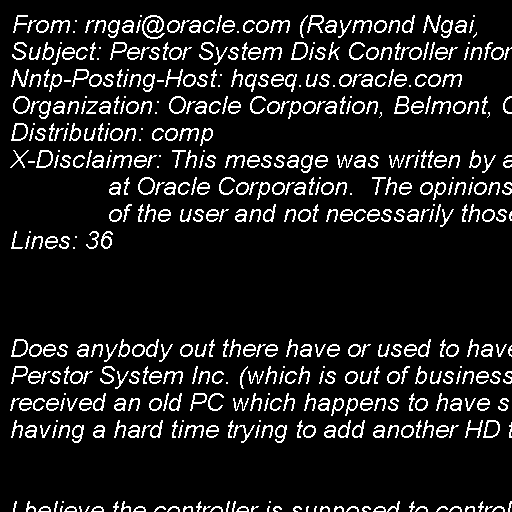 From: rngai@oracle.com (Raymond Ngai,
Subject: Perstor System Disk Controller
Nntp-Posting-Host: hqseq.us.oracle.com
Organization: Oracle Corporation, Belmont,
Distribution: comp
X-Disclaimer: This message was written by
at Oracle Corporation. The opinions
of the user and not necessarily those
Lines: 36
Does anybody out there have or used to have
Perstor System Inc. (which is out of business
received an old PC which happens to have
having a hard time trying to add another HD
I believe the controller is supposed to control